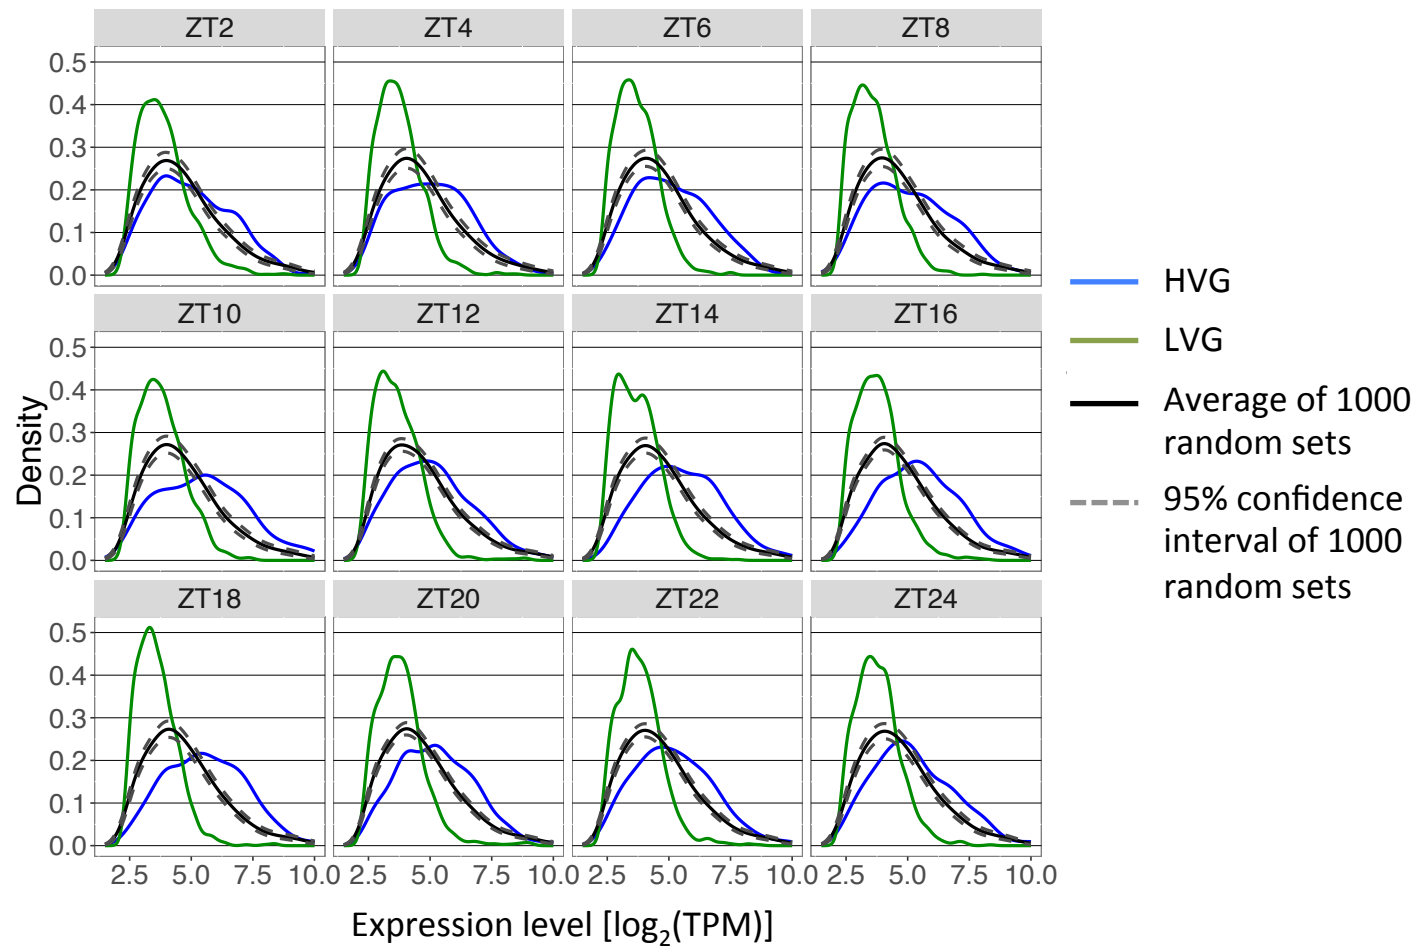 ZT2 ZT4 ZT6 ZT8
0.5
0.4
0.3
0.2
0.1
0.0
ZT10 ZT12 ZT14 ZT16
0.5
0.4
0.3
0.2
0.1
0.0
ZT18 ZT20 ZT22 ZT24
0.5
0.4
0.3
0.2
0.1
0.0
2.5 5.0 7.5 10.0 2.5 5.0 7.5 10.0 2.5 5.0 7.5 10.0 2.5 5.0 7.5 10.0
Density
Expression level [log2(TPM)]
HVG
LVG
Average of 1000
random sets
95% confidence
interval of 1000
random sets